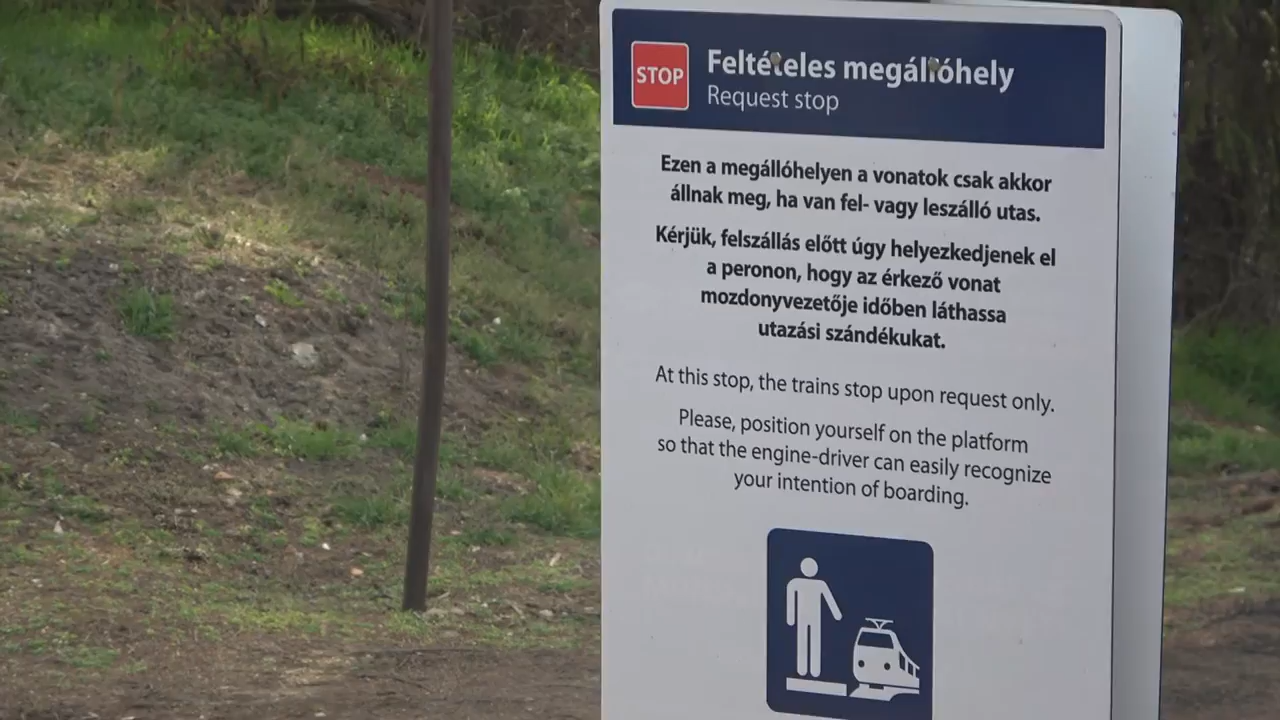 STOP
Feltételes megállóhely
Request stop
Ezen a megállóhelyen a vonatok csak akkor
állnak meg, ha van fel- vagy leszálló utas.
Kérjük, felszállás előtt úgy helyezkedjenek el
a peronon, hogy az érkező vonat
mozdonyvezetője időben láthassa
utazási szándékukat.
At this stop, the trains stop upon request only.
Please, position yourself on the platform
so that the engine-driver can easily recognize
your intention of boarding.